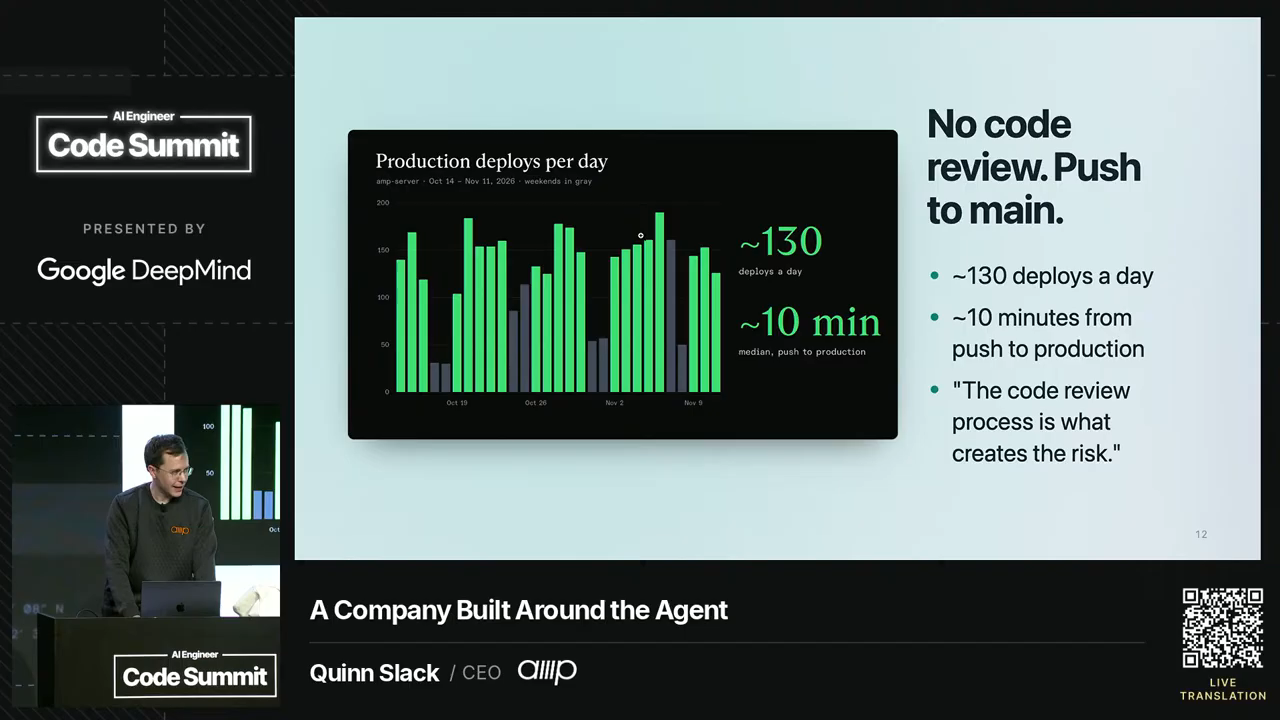 AI Engineer
Code Summit
PRESENTED BY
Google DeepMind
Production deploys per day
amp-server · Oct 14 – Nov 11, 2026 · weekends in gray
200
150
100
50
0
Oct 19
Oct 26
Nov 2
Nov 9
~130
deploys a day
~10 min
median, push to production
No code
review. Push
to main.
• ~130 deploys a day
• ~10 minutes from
push to production
• "The code review
process is what
creates the risk."
12
100
50
Oct
amp
AI Engineer
Code Summit
A Company Built Around the Agent
Quinn Slack / CEO amp
LIVE
TRANSLATION